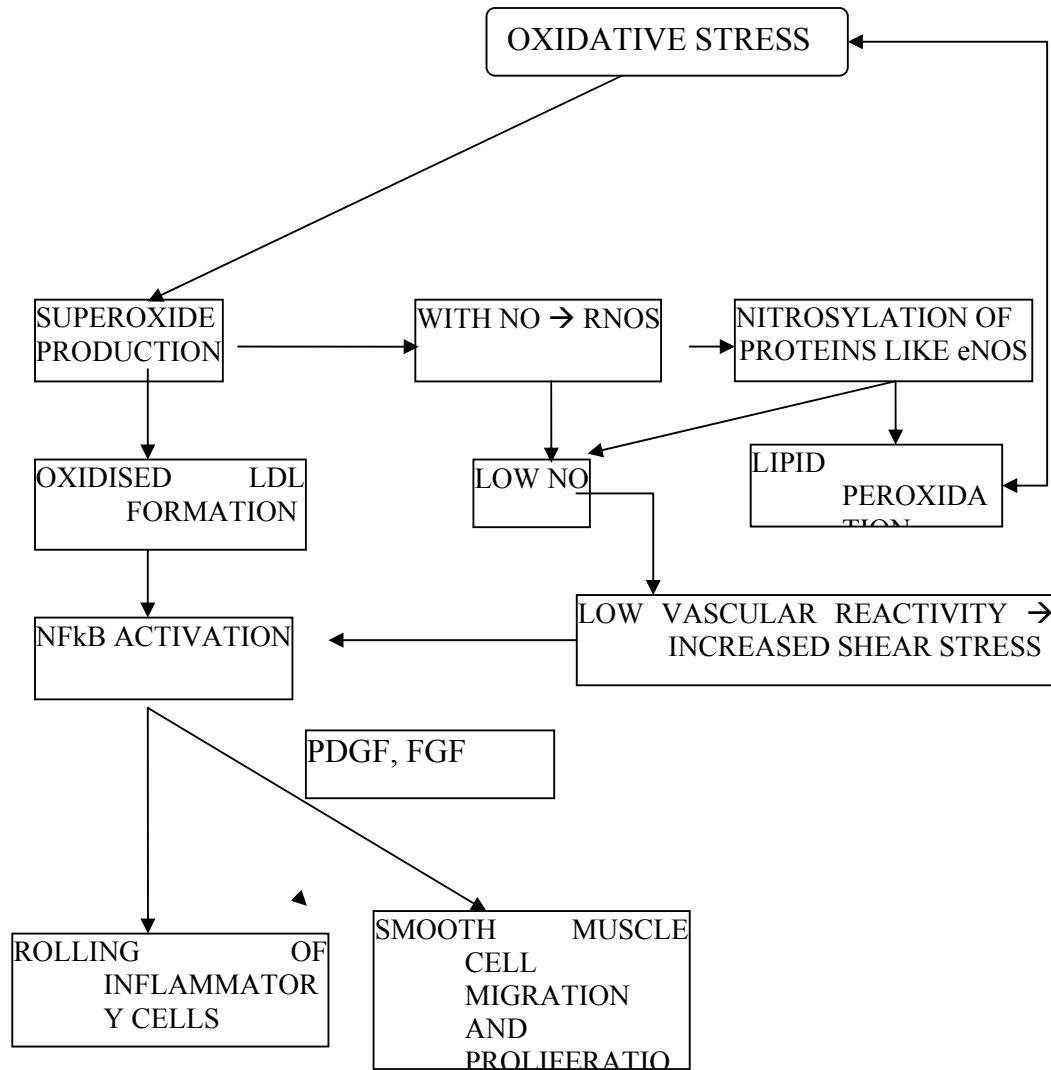 OXIDATIVE STRESS
SUPEROXIDE
PRODUCTION
WITH NO → RNOS
NITROSYLATION OF
PROTEINS LIKE eNOS
OXIDISED LDL
FORMATION
LOW NO
LIPID
PEROXIDA
TION
NFkB ACTIVATION
LOW VASCULAR REACTIVITY →
INCREASED SHEAR STRESS
PDGF, FGF
ROLLING OF
INFLAMMATOR
Y CELLS
SMOOTH MUSCLE
CELL
MIGRATION
AND
PROLIFERATIO